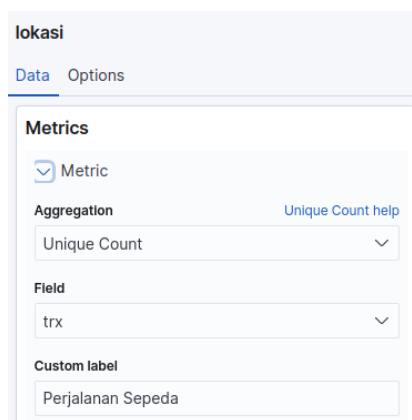 lokasi
Data Options
Metrics
Metric
Aggregation Unique Count help
Unique Count
Field
trx
Custom label
Perjalanan Sepeda